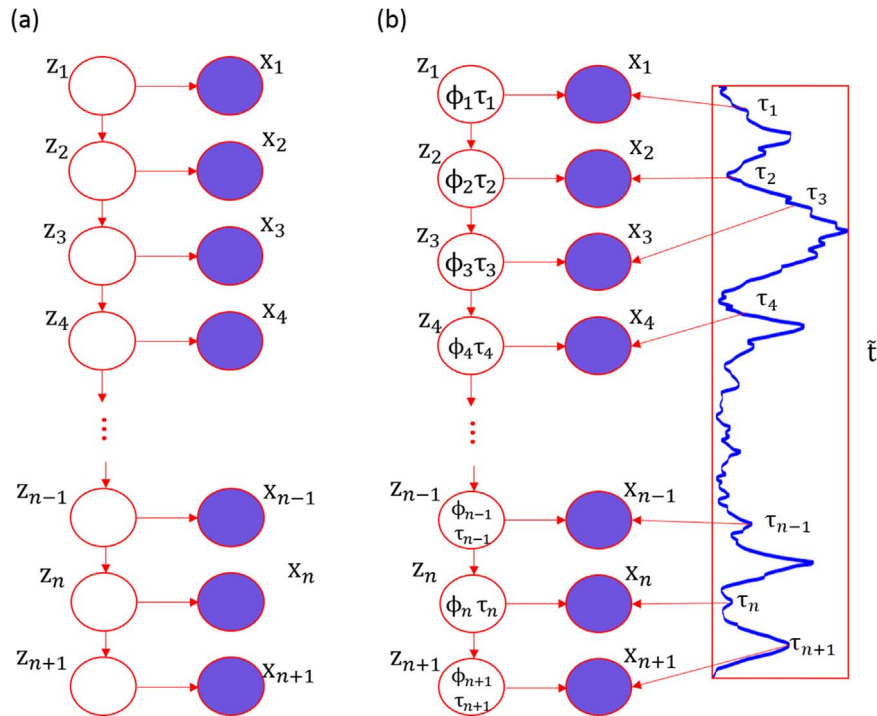 (a)
z₁
x₁
z₂
x₂
z₃
x₃
z₄
x₄
⋮
zₙ₋₁
xₙ₋₁
zₙ
xₙ
zₙ₊₁
xₙ₊₁
(b)
z₁
ϕ₁τ₁
x₁
τ₁
z₂
ϕ₂τ₂
x₂
τ₂
z₃
ϕ₃τ₃
x₃
τ₃
z₄
ϕ₄τ₄
x₄
τ₄
t̃
⋮
zₙ₋₁
ϕₙ₋₁
τₙ₋₁
xₙ₋₁
τₙ₋₁
zₙ
ϕₙ τₙ
xₙ
τₙ
zₙ₊₁
ϕₙ₊₁
τₙ₊₁
xₙ₊₁
τₙ₊₁